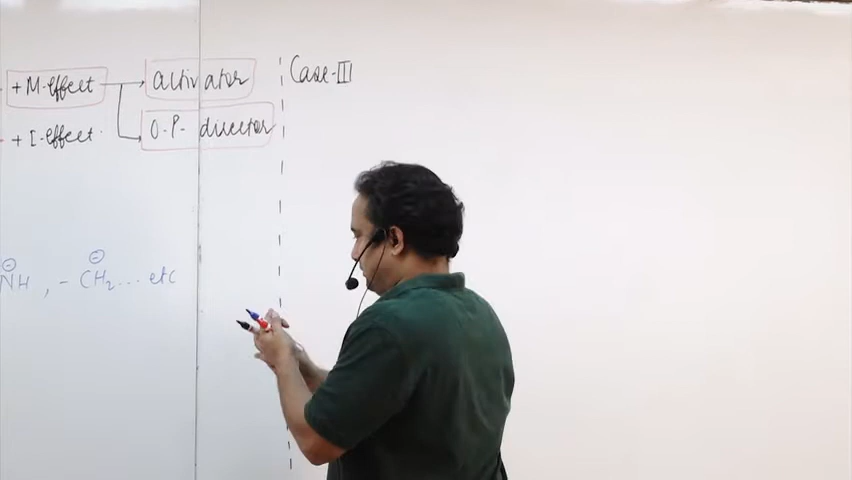 +M-effect → activator
+I-effect. O-P- director
Case-III
⊖ ⊖
NH, - CH₂... etc